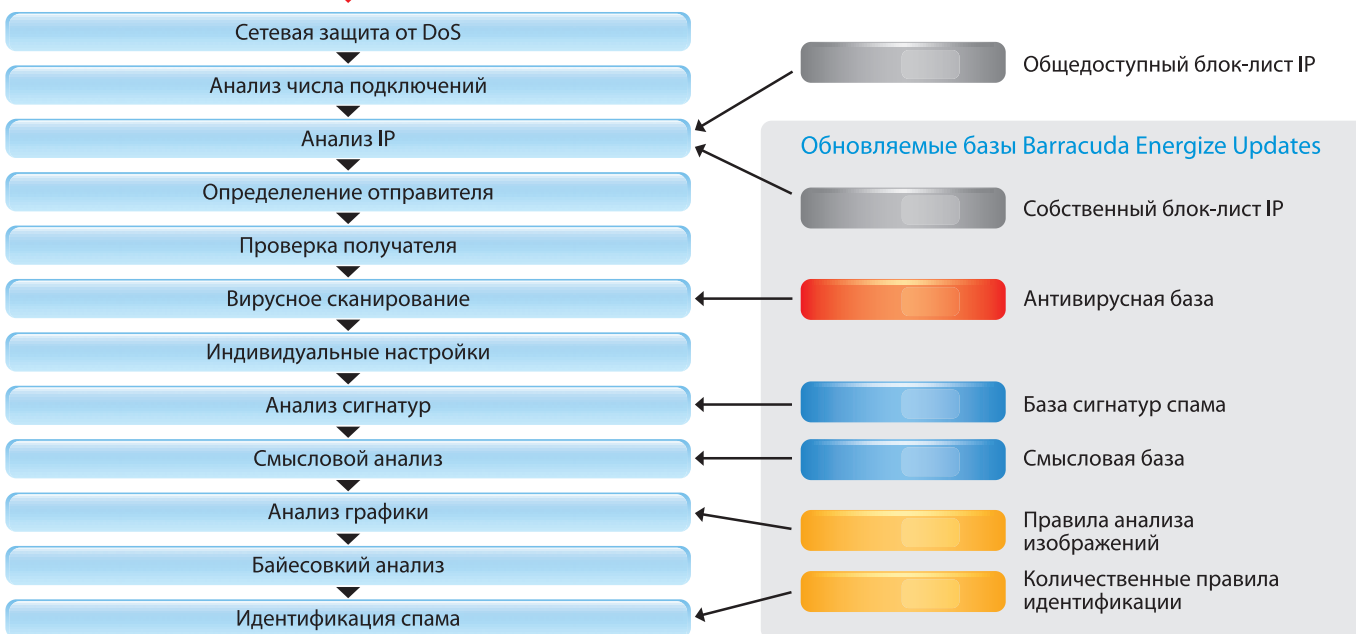 Сетевая защита от DoS
Анализ числа подключений
Анализ IP
Определеление отправителя
Проверка получателя
Вирусное сканирование
Индивидуальные настройки
Анализ сигнатур
Смысловой анализ
Анализ графики
Байесовкий анализ
Идентификация спама
Общедоступный блок-лист IP
Обновляемые базы Barracuda Energize Updates
Собственный блок-лист IP
Антивирусная база
База сигнатур спама
Смысловая база
Правила анализа
изображений
Количественные правила
идентификации